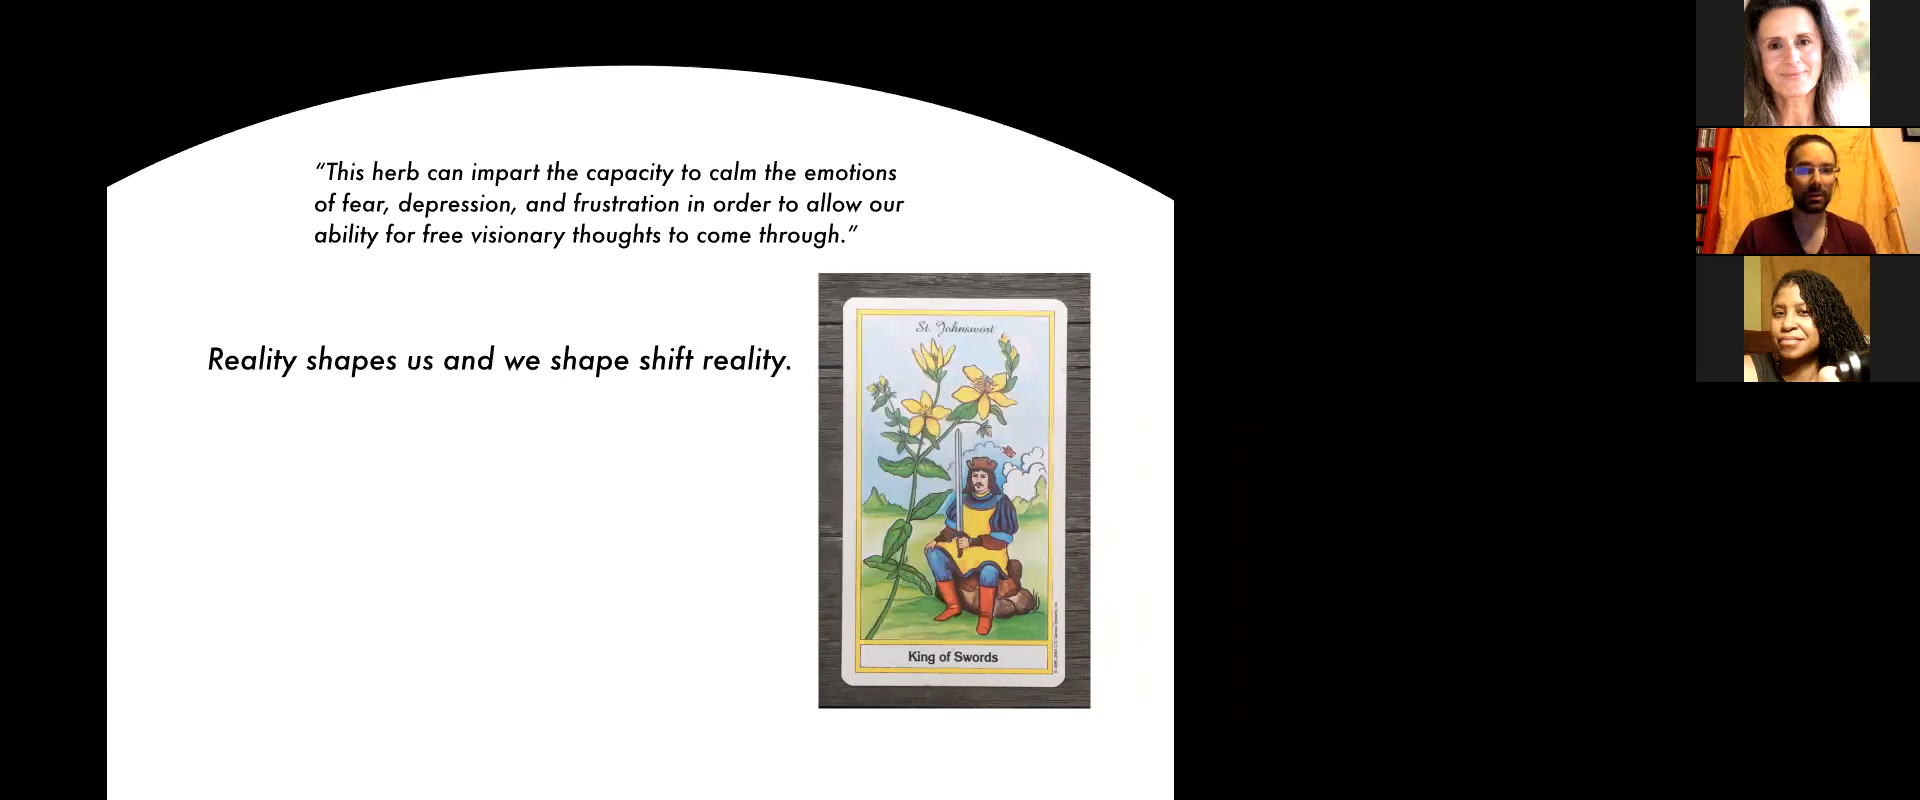 “This herb can impart the capacity to calm the emotions
of fear, depression, and frustration in order to allow our
ability for free visionary thoughts to come through.”
Reality shapes us and we shape shift reality.
St. Johnswort
King of Swords